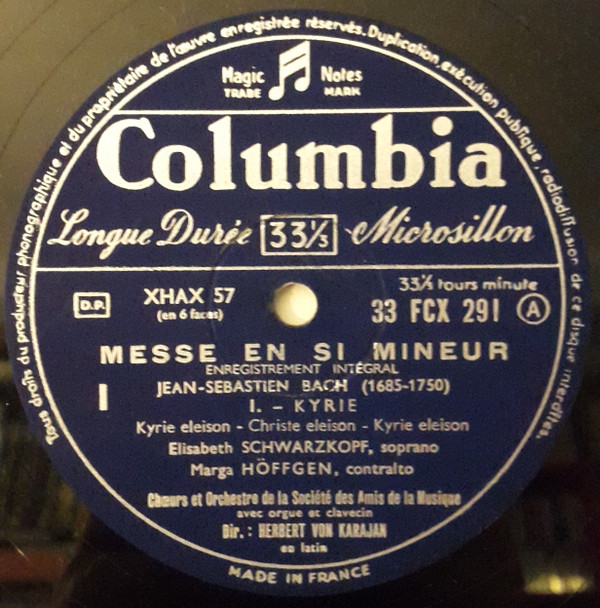 Tous droits du producteur phonographique et du propriétaire de l'œuvre enregistrée réservés. Duplication, exécution publique, radiodiffusion de ce disque interdites.
Magic Notes
TRADE MARK
Columbia
Longue Durée 33⅓ Microsillon
33⅓ tours minute
D.P. XHAX 57 33 FCX 291 A
(en 6 faces)
MESSE EN SI MINEUR
ENREGISTREMENT INTÉGRAL
I JEAN-SEBASTIEN BACH (1685-1750)
I. - KYRIE
Kyrie eleison - Christe eleison - Kyrie eleison
Elisabeth SCHWARZKOPF, soprano
Marga HÖFFGEN, contralto
Chœurs et Orchestre de la Société des Amis de la Musique
avec orgue et clavecin
Dir. : HERBERT VON KARAJAN
en latin
MADE IN FRANCE